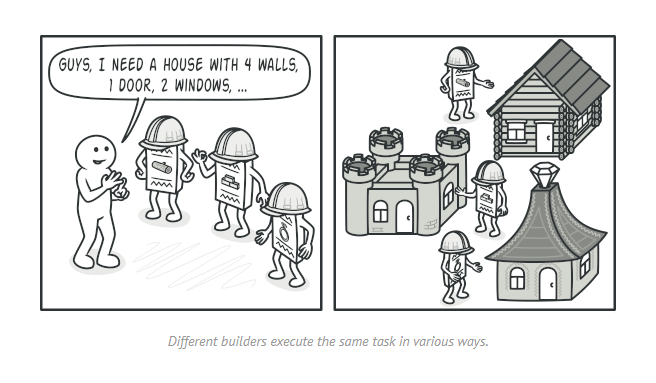 GUYS, I NEED A HOUSE WITH 4 WALLS,
1 DOOR, 2 WINDOWS, ...
Different builders execute the same task in various ways.